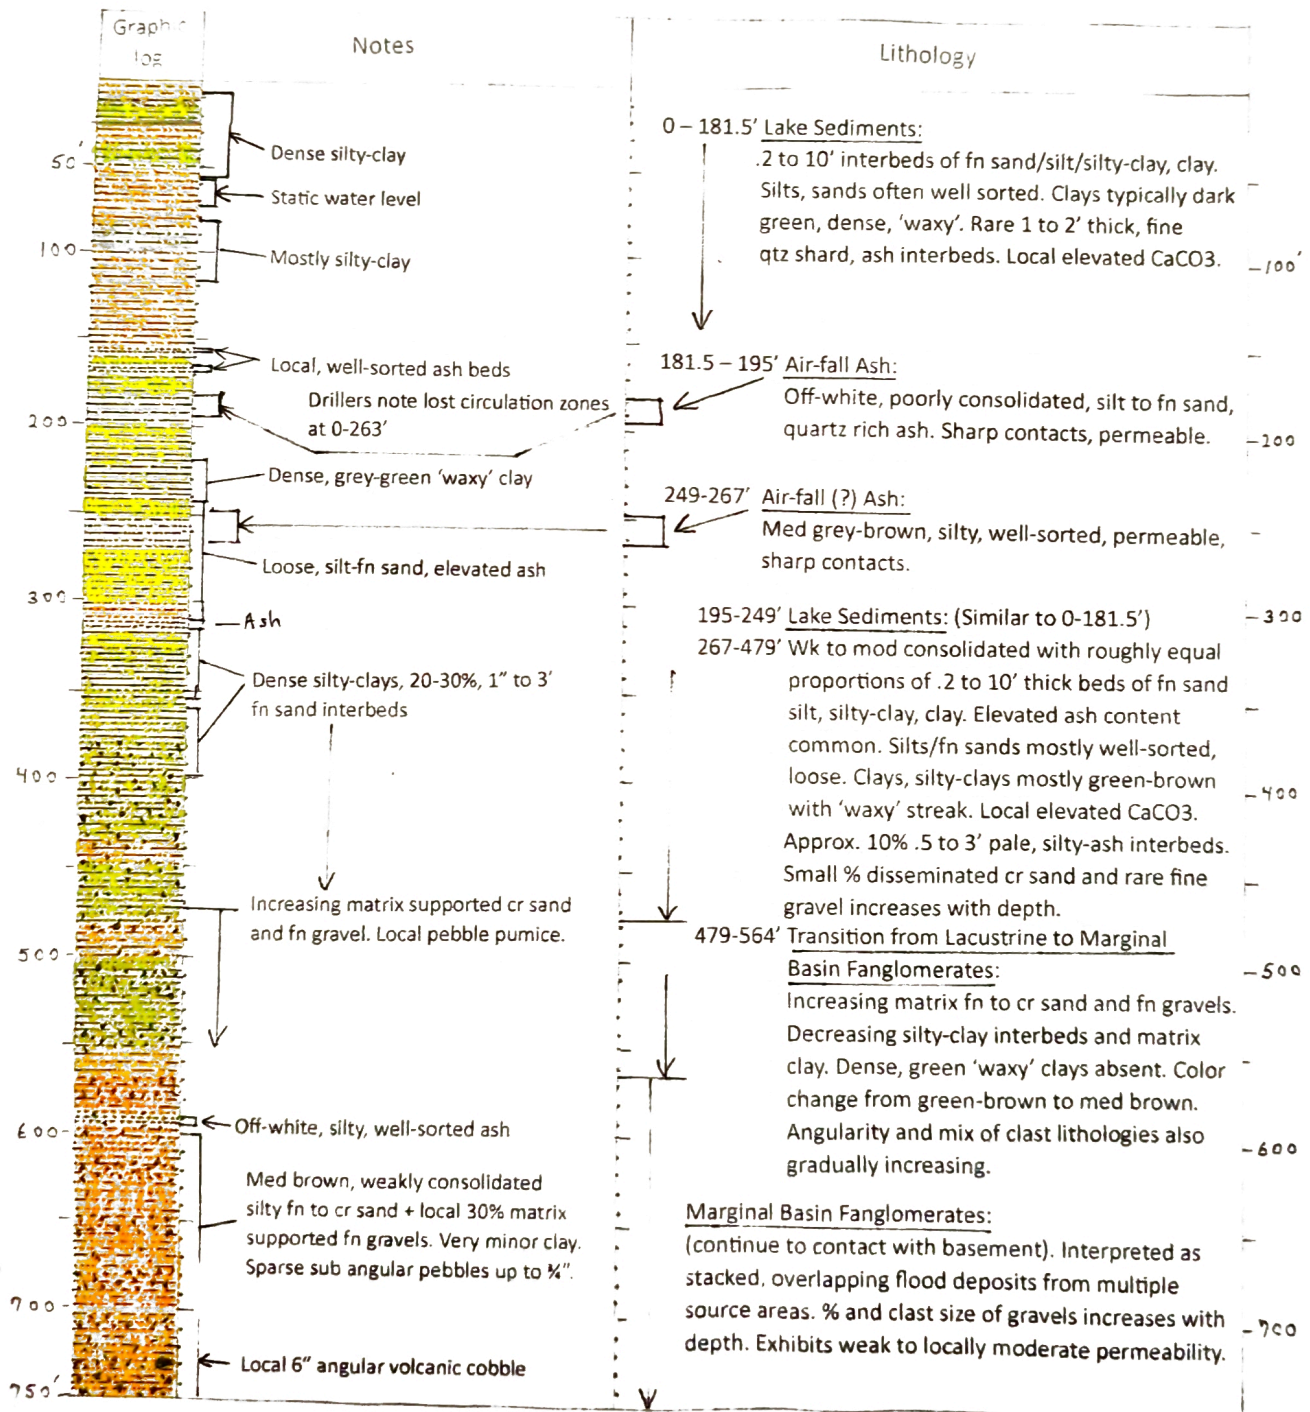 Graphic
log
Notes
Lithology
50'
100
200
300
400
500
600
700
750'
Dense silty-clay
Static water level
Mostly silty-clay
Local, well-sorted ash beds
Drillers note lost circulation zones
at 0-263'
Dense, grey-green 'waxy' clay
Loose, silt-fn sand, elevated ash
Ash
Dense silty-clays, 20-30%, 1" to 3'
fn sand interbeds
Increasing matrix supported cr sand
and fn gravel. Local pebble pumice.
Off-white, silty, well-sorted ash
Med brown, weakly consolidated
silty fn to cr sand + local 30% matrix
supported fn gravels. Very minor clay.
Sparse sub angular pebbles up to ¾".
Local 6" angular volcanic cobble
0 – 181.5' Lake Sediments:
.2 to 10' interbeds of fn sand/silt/silty-clay, clay.
Silts, sands often well sorted. Clays typically dark
green, dense, 'waxy'. Rare 1 to 2' thick, fine
qtz shard, ash interbeds. Local elevated CaCO3.
181.5 – 195' Air-fall Ash:
Off-white, poorly consolidated, silt to fn sand,
quartz rich ash. Sharp contacts, permeable.
249-267' Air-fall (?) Ash:
Med grey-brown, silty, well-sorted, permeable,
sharp contacts.
195-249' Lake Sediments: (Similar to 0-181.5')
267-479' Wk to mod consolidated with roughly equal
proportions of .2 to 10' thick beds of fn sand
silt, silty-clay, clay. Elevated ash content
common. Silts/fn sands mostly well-sorted,
loose. Clays, silty-clays mostly green-brown
with 'waxy' streak. Local elevated CaCO3.
Approx. 10% .5 to 3' pale, silty-ash interbeds.
Small % disseminated cr sand and rare fine
gravel increases with depth.
479-564' Transition from Lacustrine to Marginal
Basin Fanglomerates:
Increasing matrix fn to cr sand and fn gravels.
Decreasing silty-clay interbeds and matrix
clay. Dense, green 'waxy' clays absent. Color
change from green-brown to med brown.
Angularity and mix of clast lithologies also
gradually increasing.
Marginal Basin Fanglomerates:
(continue to contact with basement). Interpreted as
stacked, overlapping flood deposits from multiple
source areas. % and clast size of gravels increases with
depth. Exhibits weak to locally moderate permeability.
100'
200
300
400
500
600
700